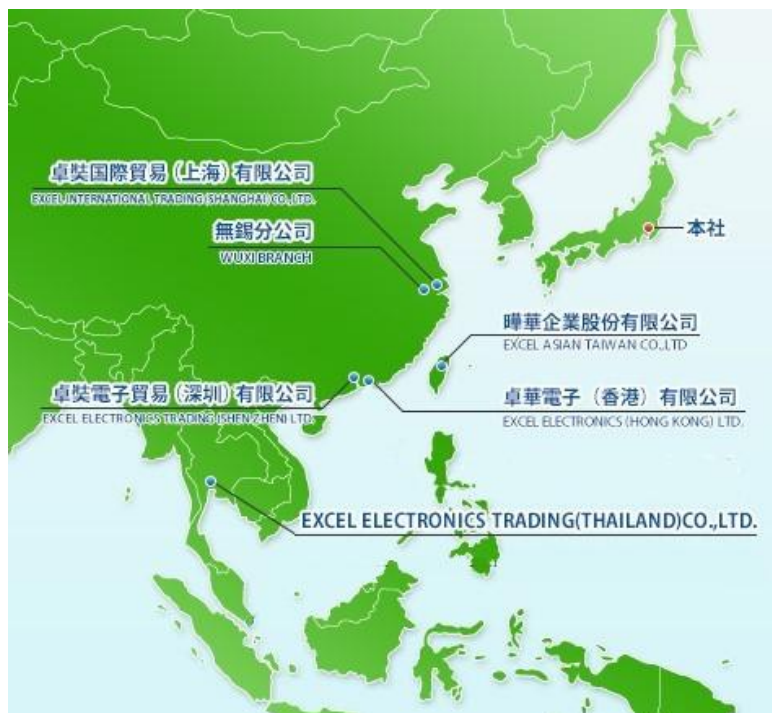 卓奘国際貿易（上海）有限公司
EXCEL INTERNATIONAL TRADING (SHANGHAI) CO., LTD.
無錫分公司
WUXI BRANCH
本社
曄華企業股份有限公司
EXCEL ASIAN TAIWAN CO.,LTD
卓奘電子貿易（深圳）有限公司
EXCEL ELECTRONICS TRADING (SHENZHEN) LTD.
卓華電子（香港）有限公司
EXCEL ELECTRONICS (HONG KONG) LTD.
EXCEL ELECTRONICS TRADING(THAILAND)CO.,LTD.